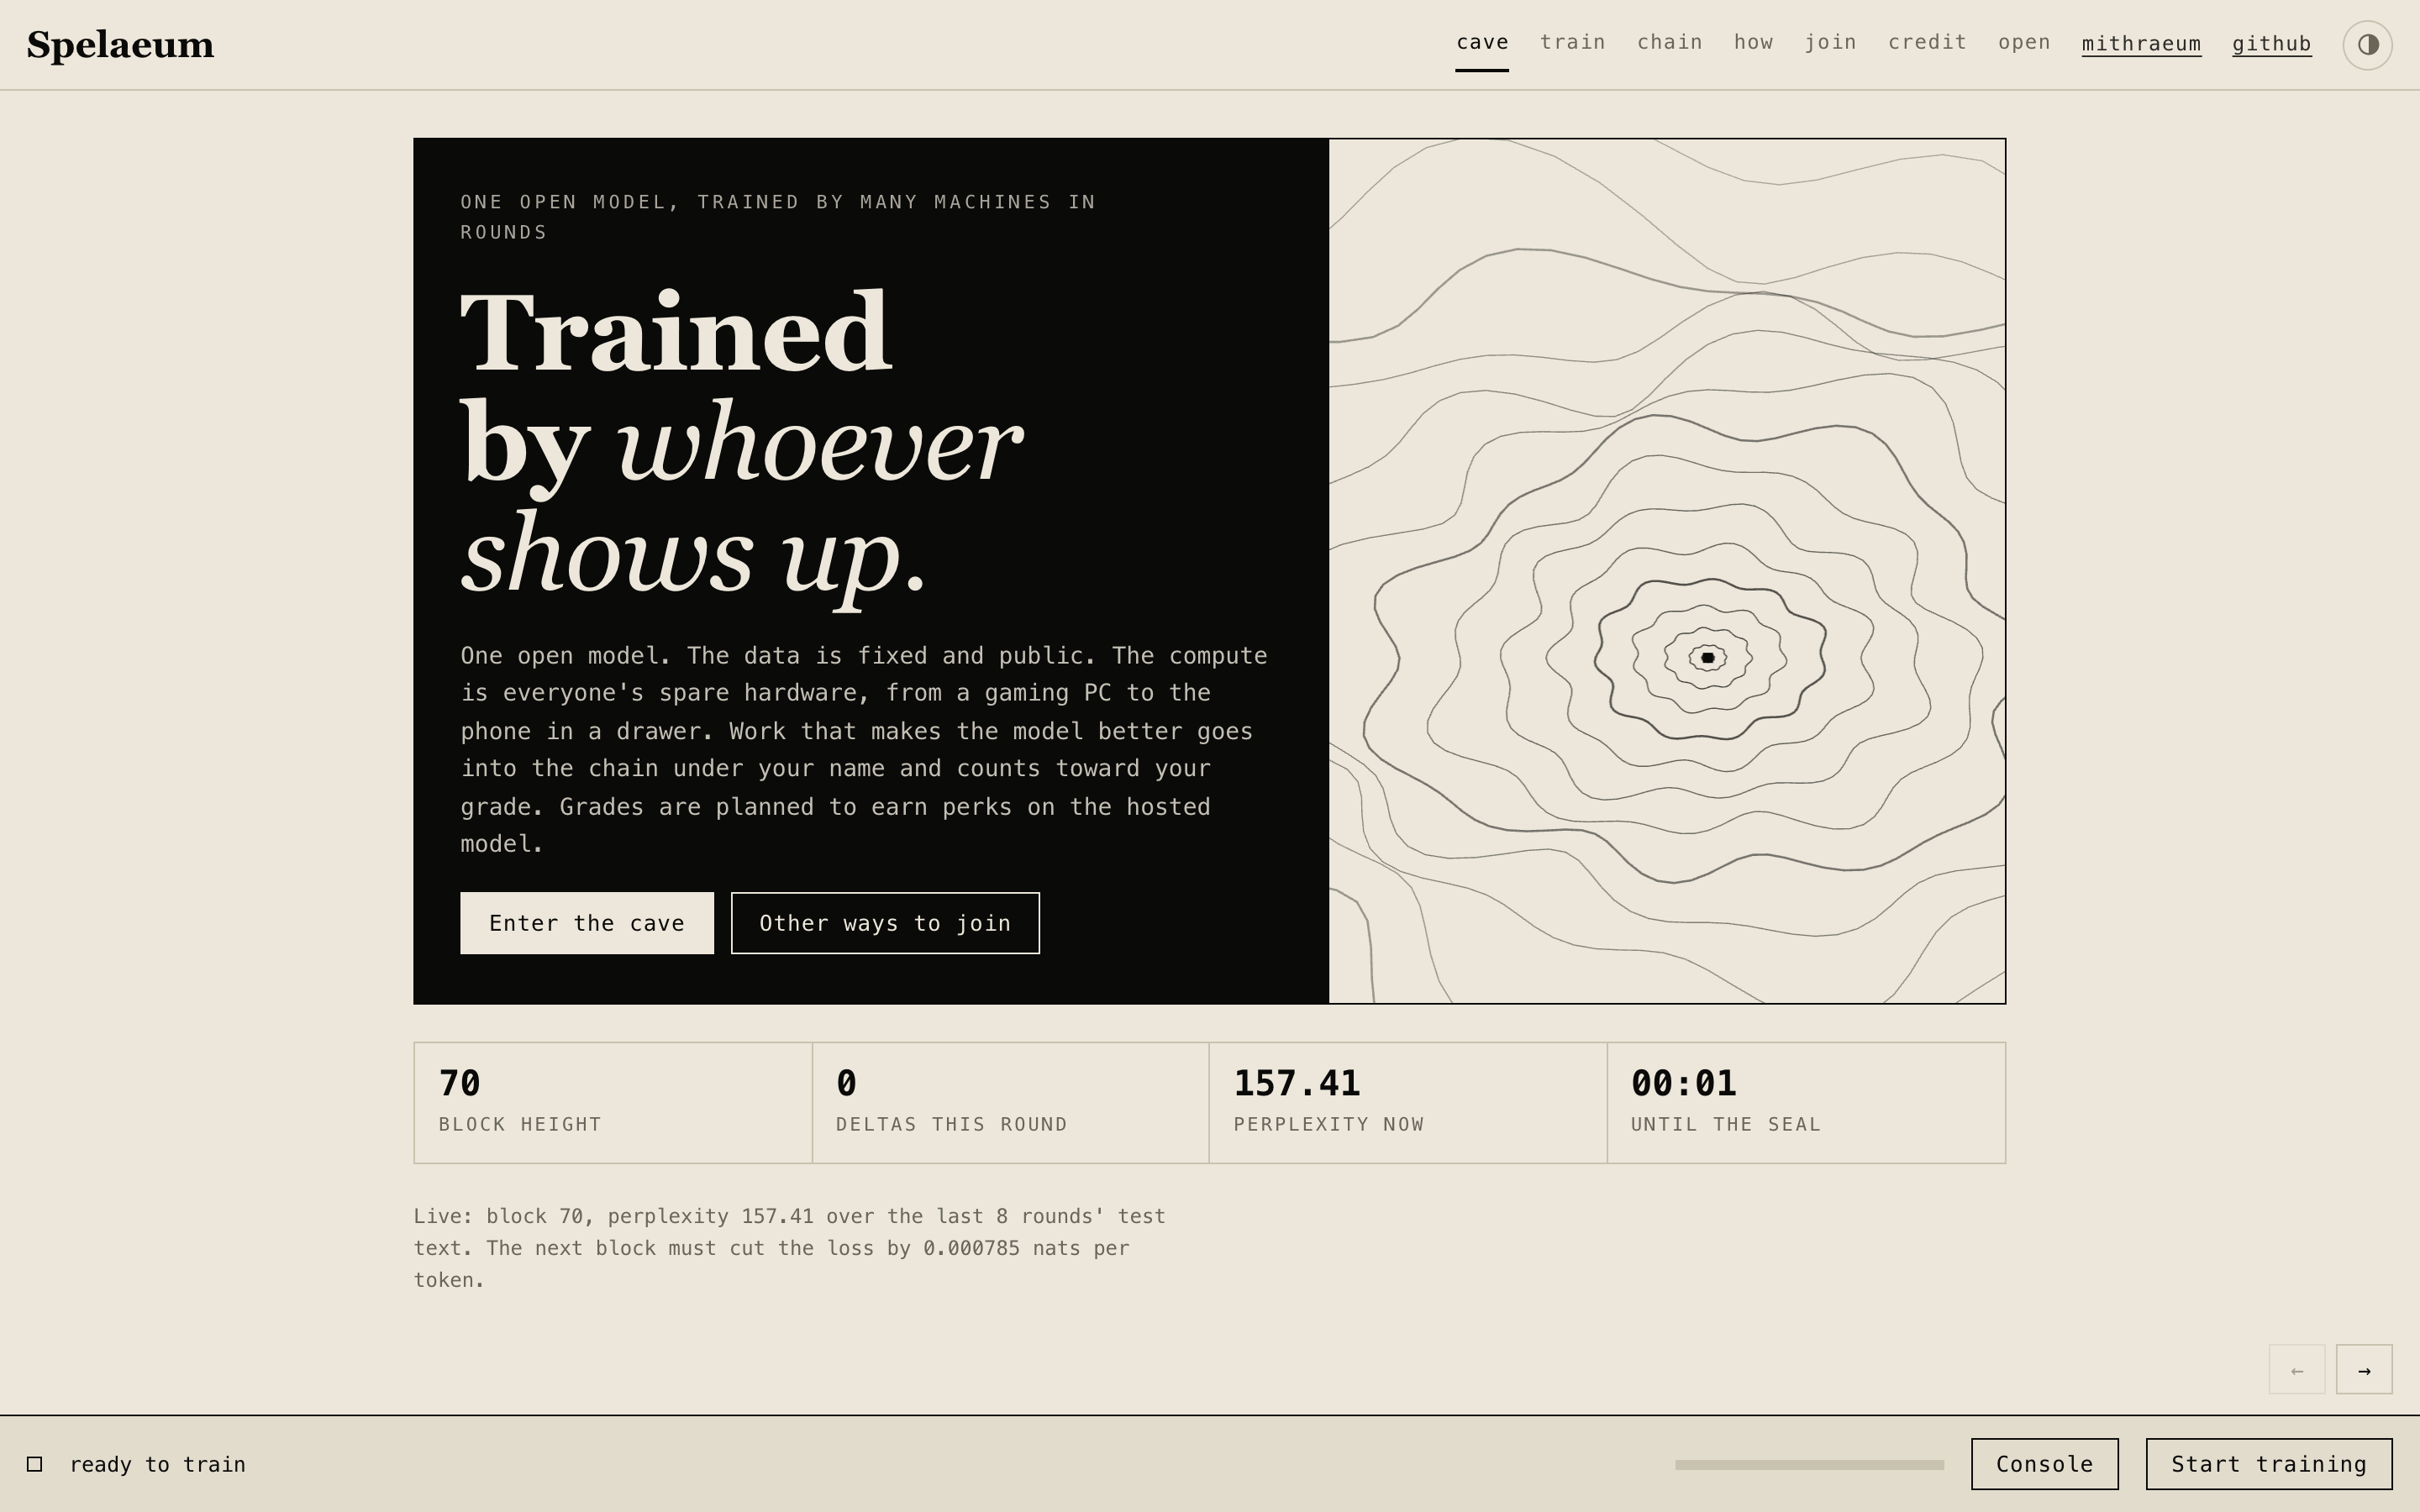 Spelaeum
cave train chain how join credit open mithraeum github
ONE OPEN MODEL, TRAINED BY MANY MACHINES IN
ROUNDS
Trained
by whoever
shows up.
One open model. The data is fixed and public. The compute
is everyone's spare hardware, from a gaming PC to the
phone in a drawer. Work that makes the model better goes
into the chain under your name and counts toward your
grade. Grades are planned to earn perks on the hosted
model.
Enter the cave
Other ways to join
70
BLOCK HEIGHT
0
DELTAS THIS ROUND
157.41
PERPLEXITY NOW
00:01
UNTIL THE SEAL
Live: block 70, perplexity 157.41 over the last 8 rounds' test
text. The next block must cut the loss by 0.000785 nats per
token.
← →
ready to train
Console
Start training